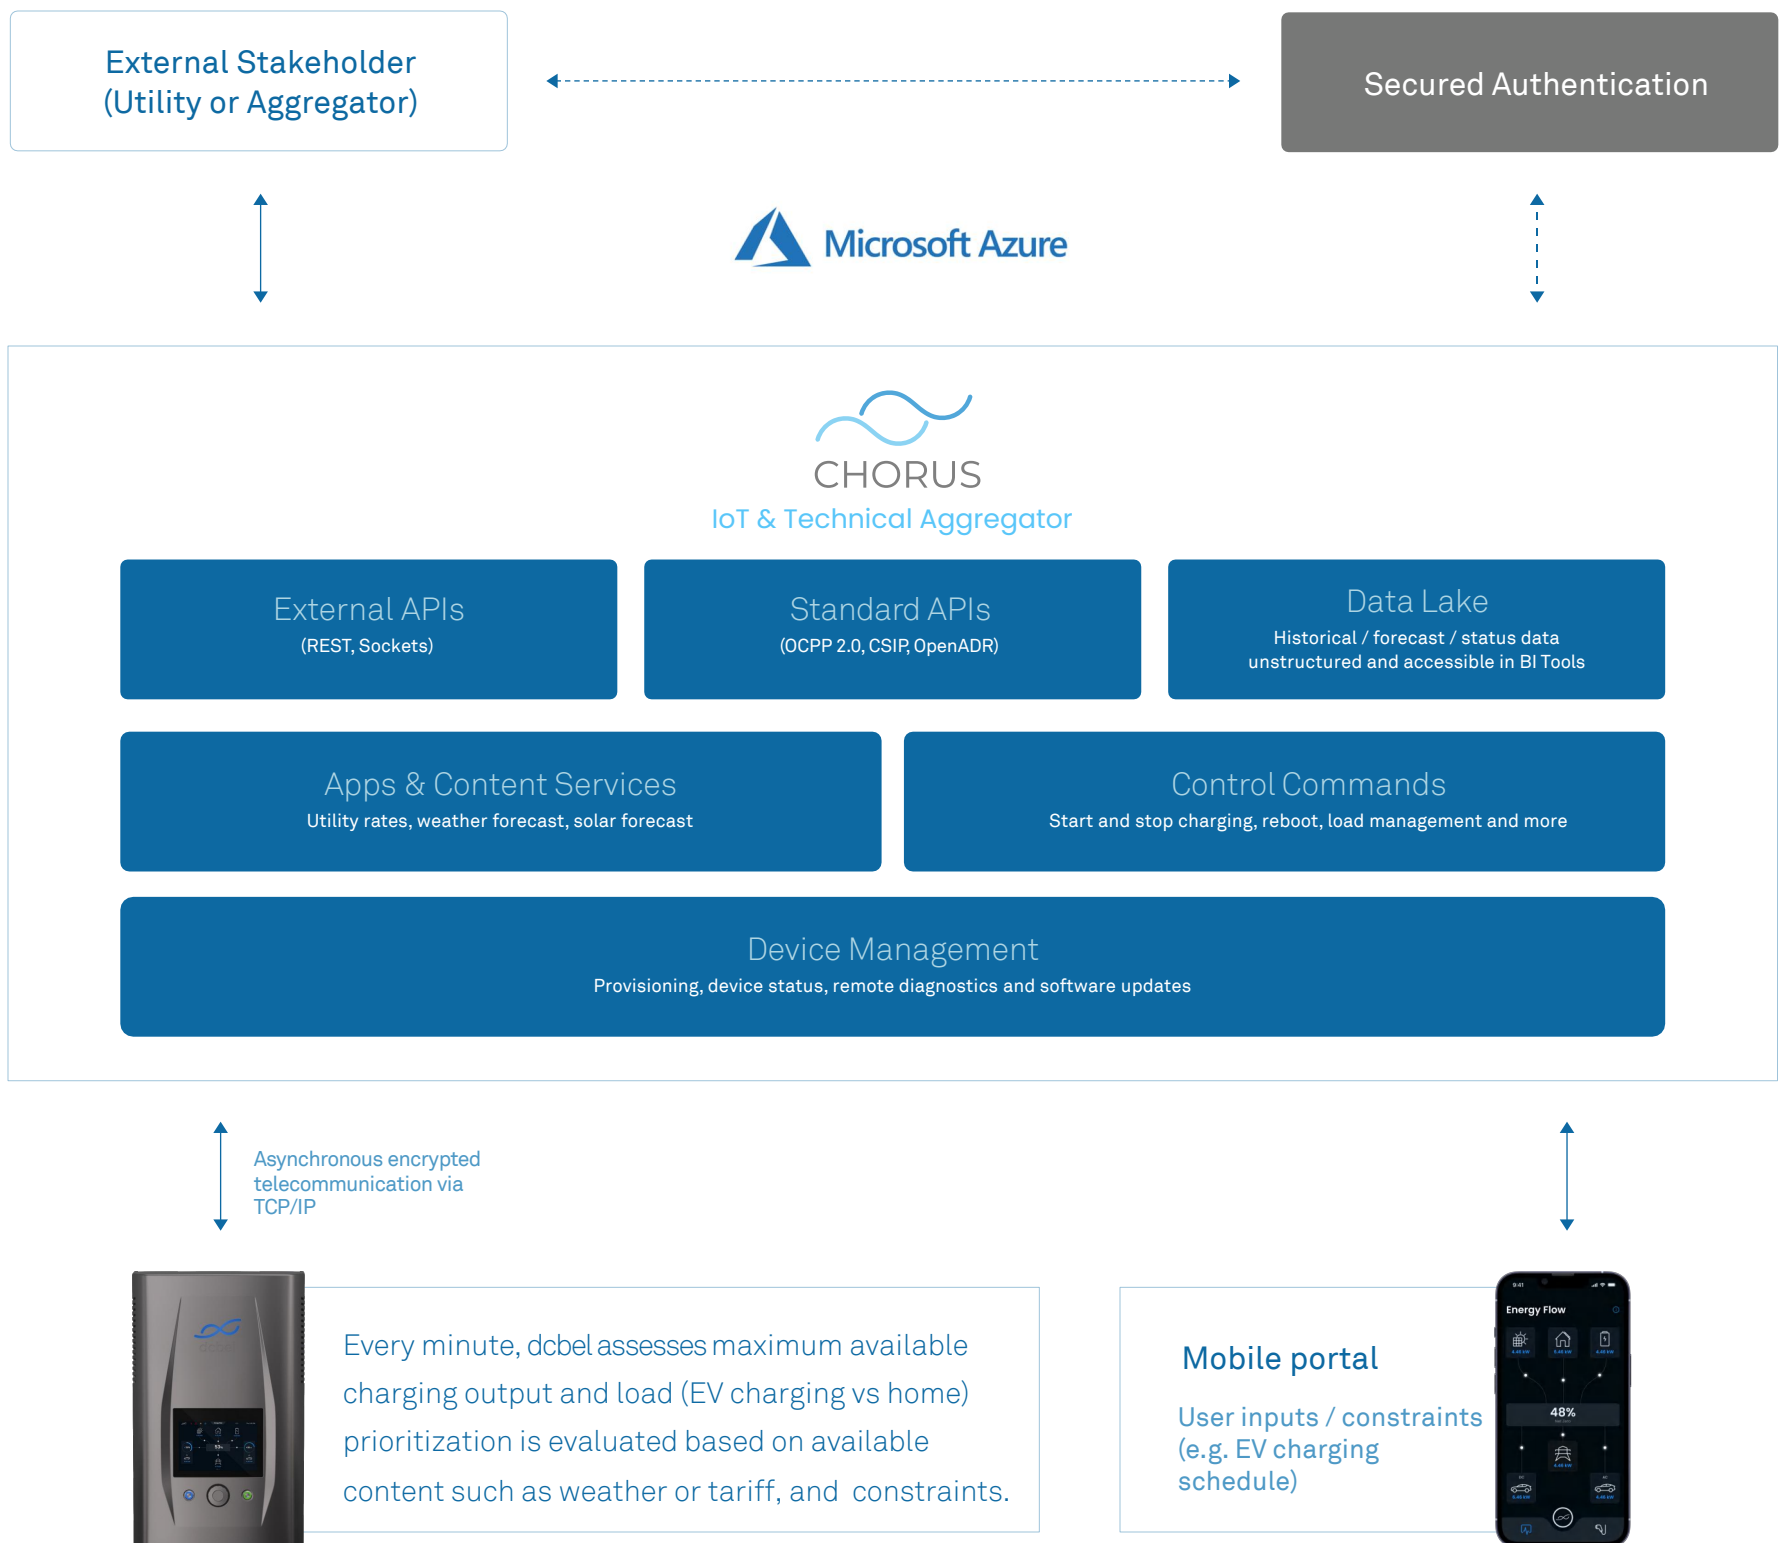 External Stakeholder
(Utility or Aggregator)
Secured Authentication
Microsoft Azure
CHORUS
IoT & Technical Aggregator
External APIs
(REST, Sockets)
Standard APIs
(OCPP 2.0, CSIP, OpenADR)
Data Lake
Historical / forecast / status data
unstructured and accessible in BI Tools
Apps & Content Services
Utility rates, weather forecast, solar forecast
Control Commands
Start and stop charging, reboot, load management and more
Device Management
Provisioning, device status, remote diagnostics and software updates
Asynchronous encrypted
telecommunication via
TCP/IP
dcbel
Every minute, dcbel assesses maximum available
charging output and load (EV charging vs home)
prioritization is evaluated based on available
content such as weather or tariff, and constraints.
Mobile portal
User inputs / constraints
(e.g. EV charging
schedule)
9:41
Energy Flow
48%